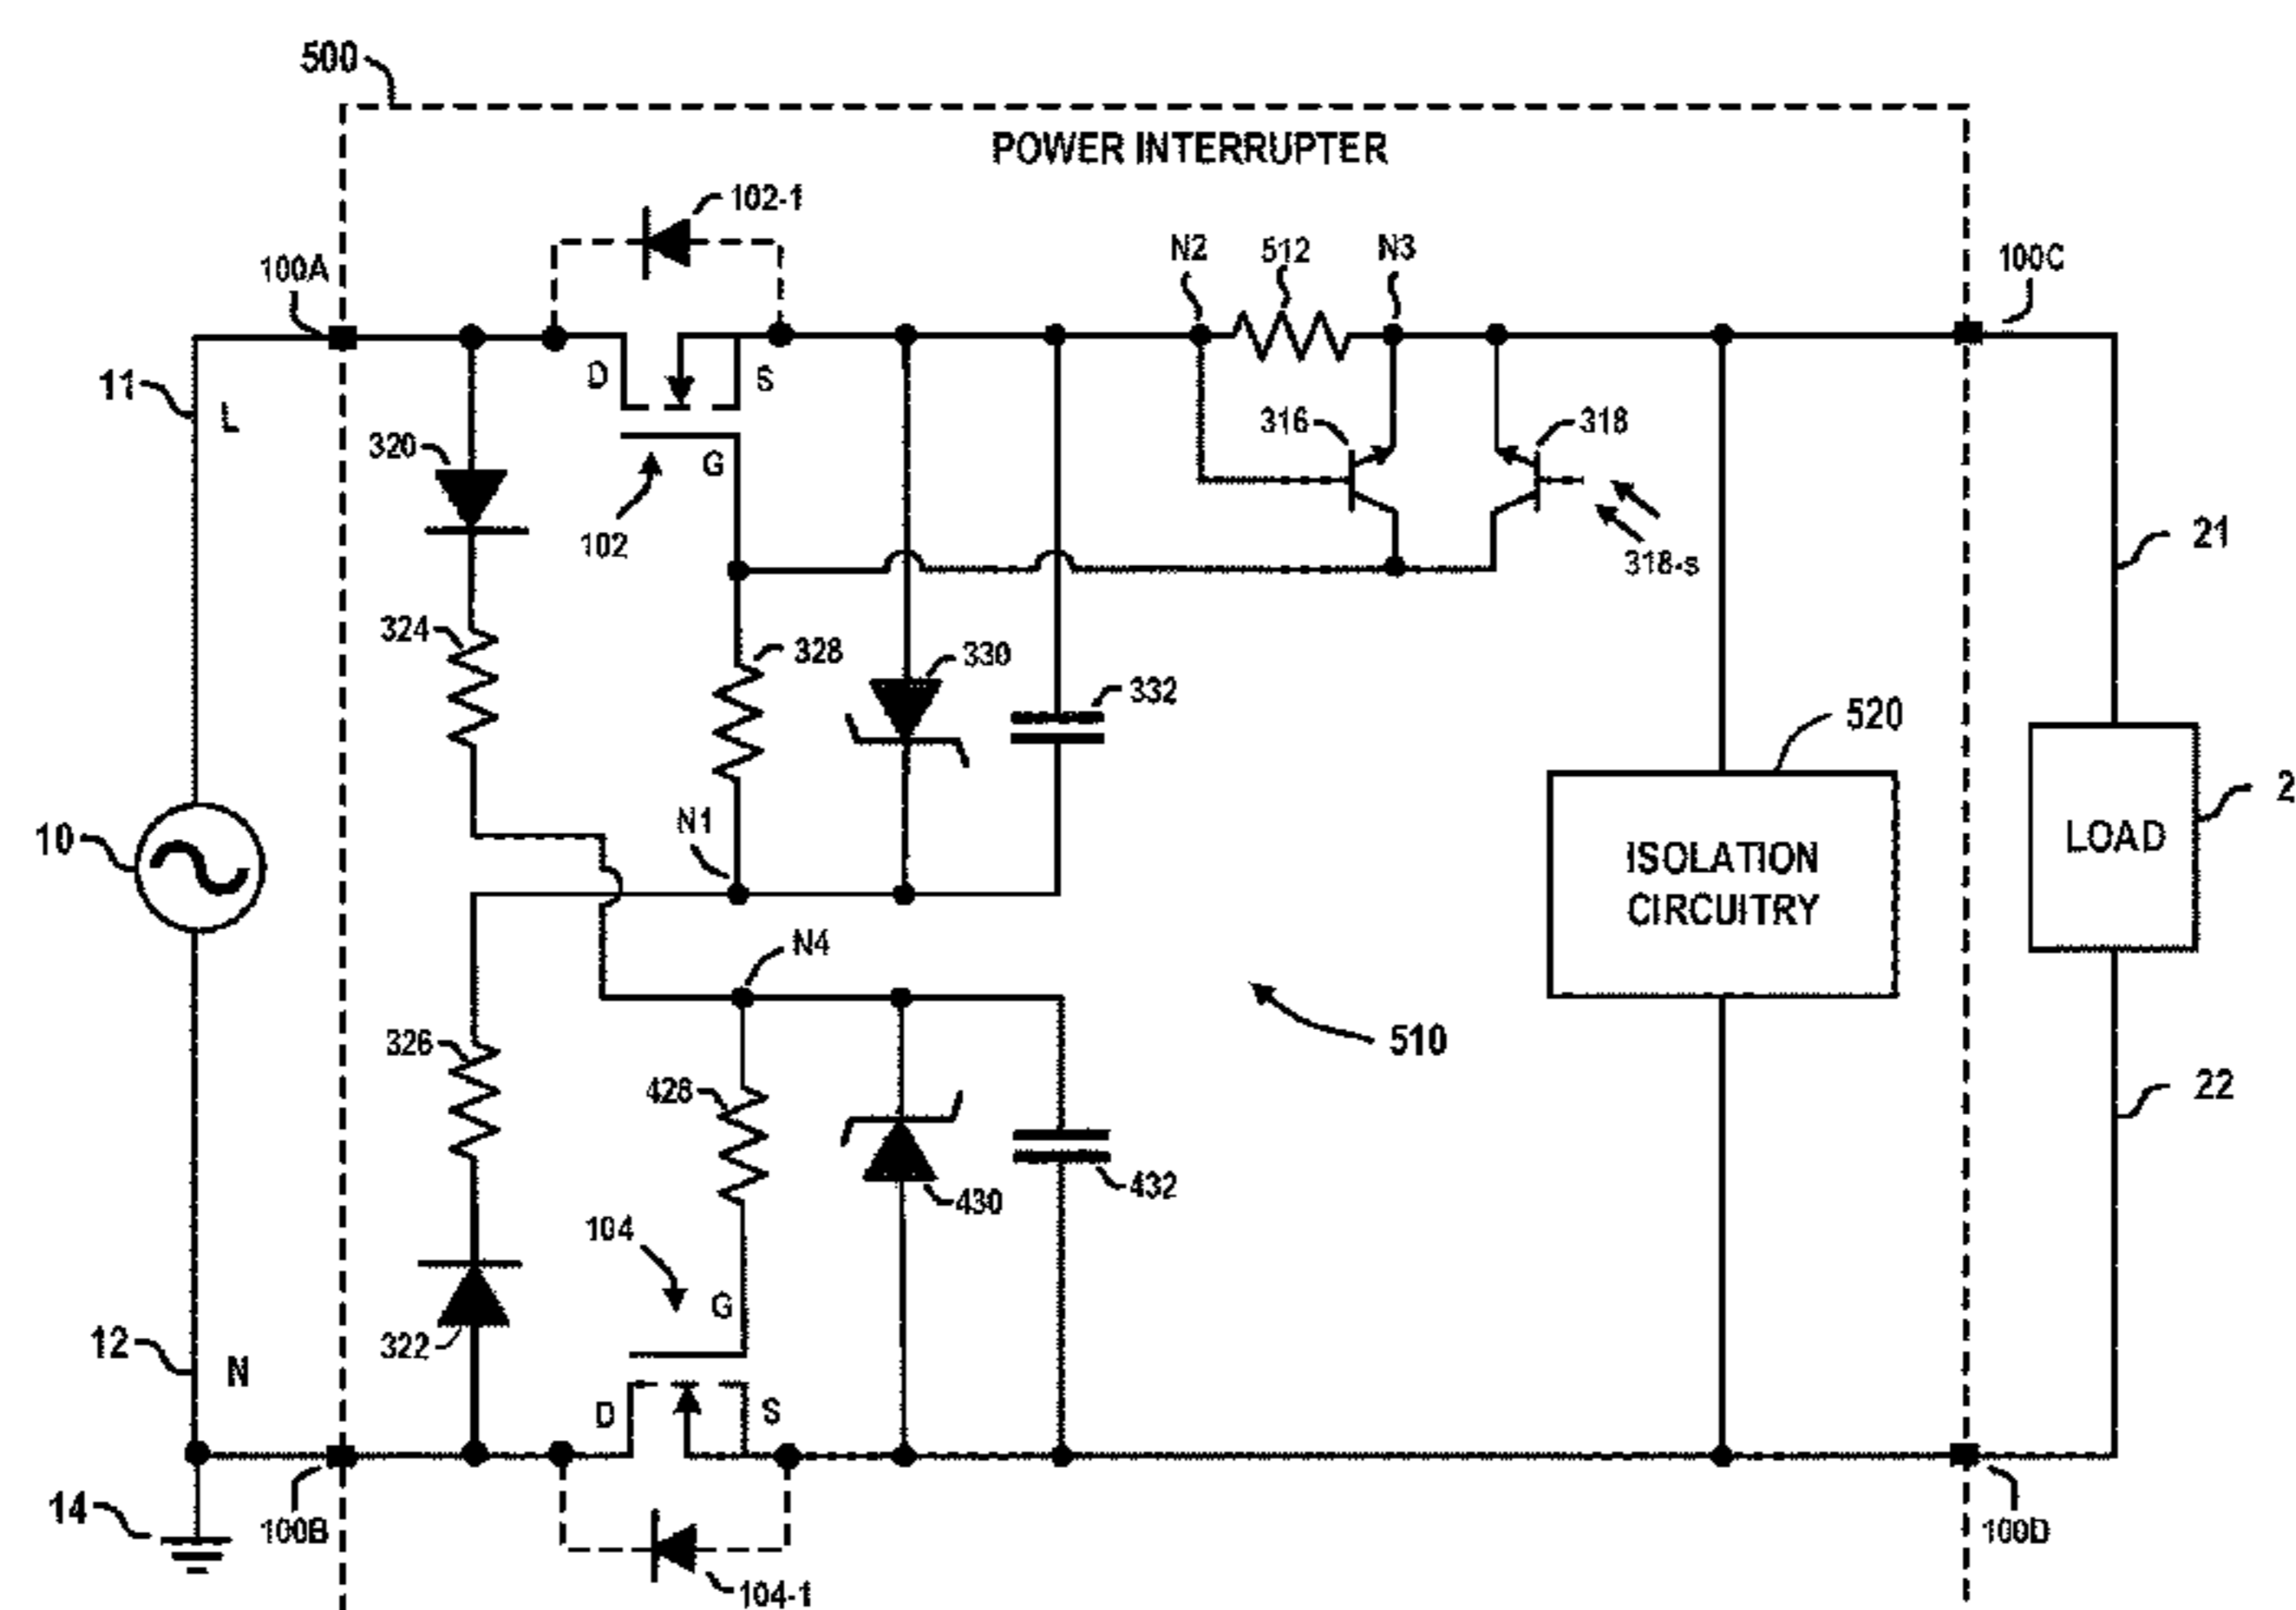 500
POWER INTERRUPTER
102-1
100A
N2
512
N3
100C
D
S
11
L
316
318
320
G
102
21
318-s
324
328
330
332
520
2
N1
10
ISOLATION
CIRCUITRY
LOAD
N4
326
510
428
22
430
432
104
G
12
N
322
D
S
14
100B
100D
104-1